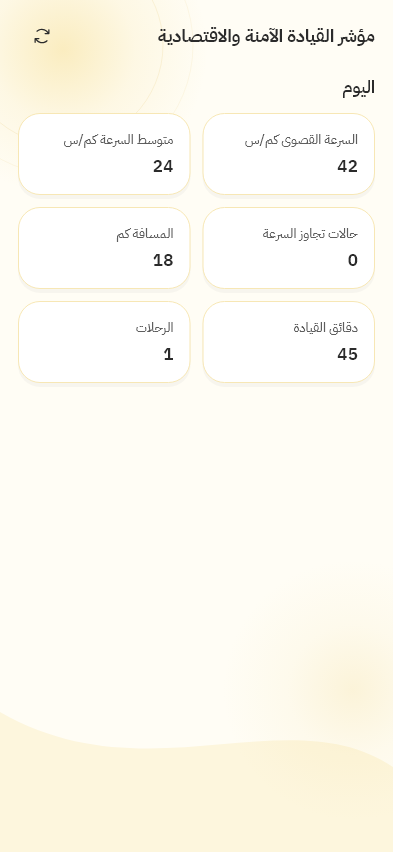 مؤشر القيادة الآمنة والاقتصادية
اليوم
السرعة القصوى كم/س
42
متوسط السرعة كم/س
24
حالات تجاوز السرعة
0
المسافة كم
18
دقائق القيادة
45
الرحلات
1